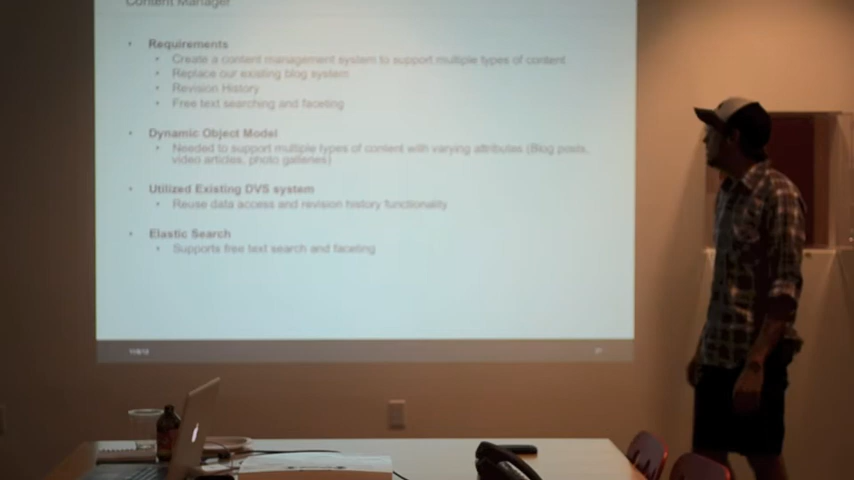 Content Manager
• Requirements
• Create a content management system to support multiple types of content
• Replace our existing blog system
• Revision History
• Free text searching and faceting
• Dynamic Object Model
• Needed to support multiple types of content with varying attributes (Blog posts,
video articles, photo galleries)
• Utilized Existing DVS system
• Reuse data access and revision history functionality
• Elastic Search
• Supports free text search and faceting